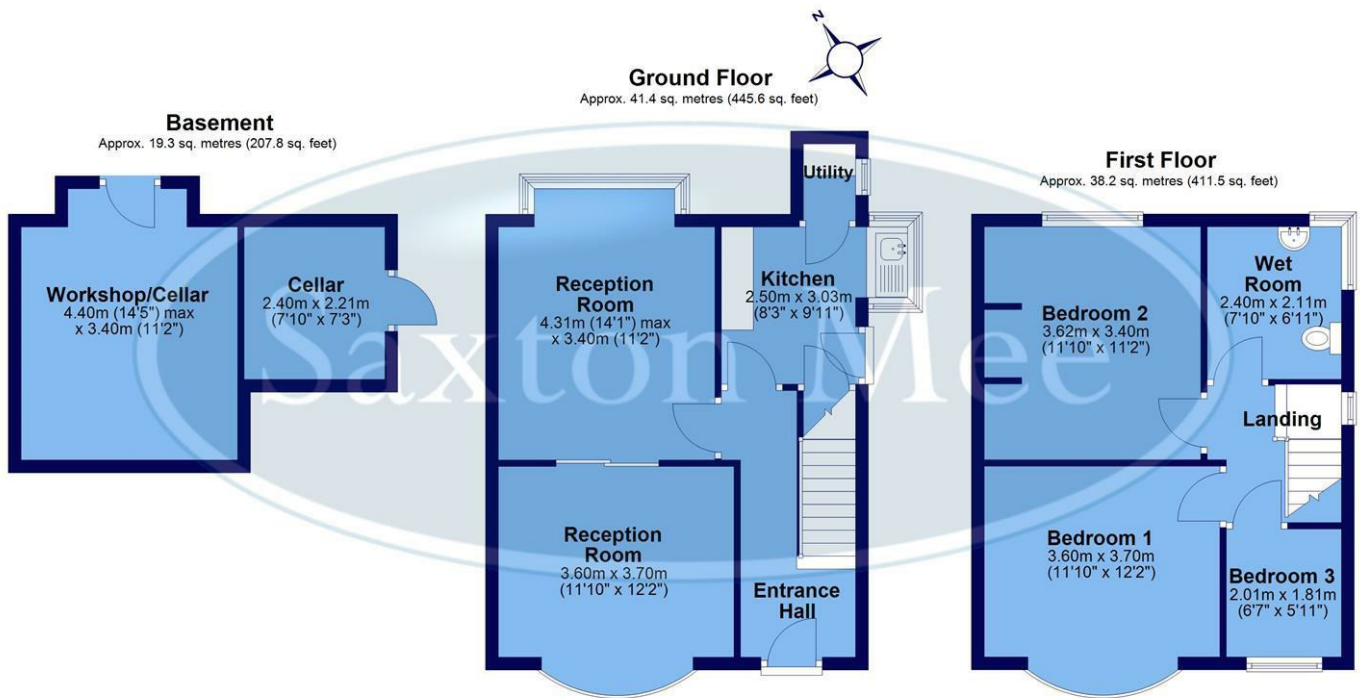 N
Basement
Approx. 19.3 sq. metres (207.8 sq. feet)
Workshop/Cellar
4.40m (14'5") max
x 3.40m (11'2")
Cellar
2.40m x 2.21m
(7'10" x 7'3")
Ground Floor
Approx. 41.4 sq. metres (445.6 sq. feet)
Utility
Reception
Room
4.31m (14'1") max
x 3.40m (11'2")
Kitchen
2.50m x 3.03m
(8'3" x 9'11")
Reception
Room
3.60m x 3.70m
(11'10" x 12'2")
Entrance
Hall
First Floor
Approx. 38.2 sq. metres (411.5 sq. feet)
Bedroom 2
3.62m x 3.40m
(11'10" x 11'2")
Wet
Room
2.40m x 2.11m
(7'10" x 6'11")
Landing
Bedroom 1
3.60m x 3.70m
(11'10" x 12'2")
Bedroom 3
2.01m x 1.81m
(6'7" x 5'11")
Saxton Mee